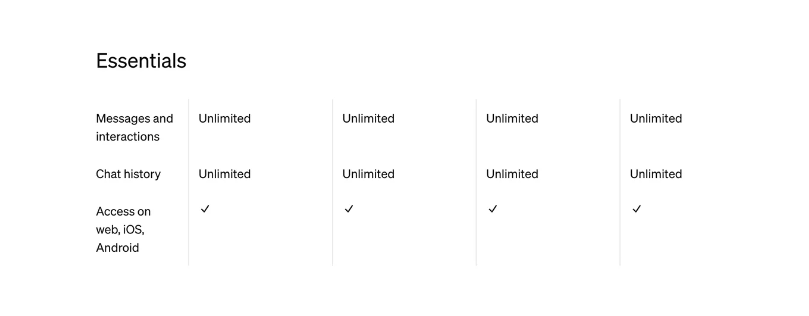 Essentials
Messages and Unlimited Unlimited Unlimited Unlimited
interactions
Chat history Unlimited Unlimited Unlimited Unlimited
Access on ✓ ✓ ✓ ✓
web, iOS,
Android